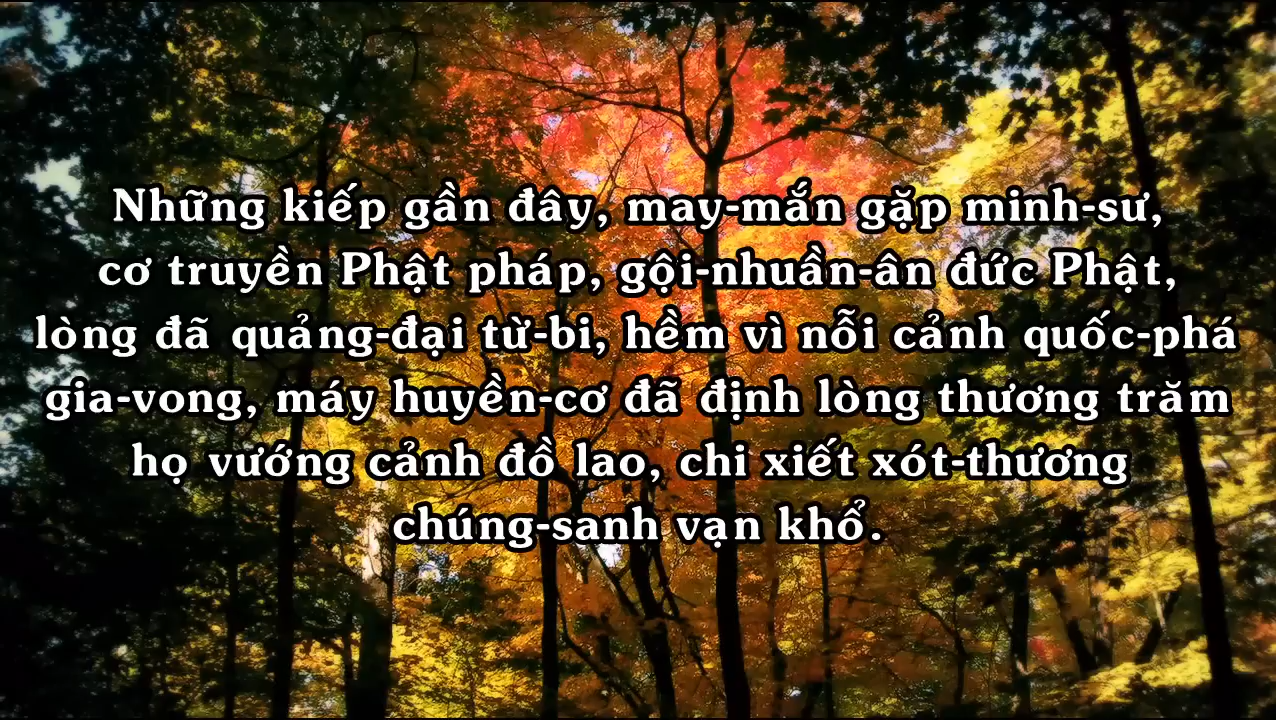 Những kiếp gần đây, may-mắn gặp minh-sư,
cơ truyền Phật pháp, gội-nhuần-ân đức Phật,
lòng đã quảng-đại từ-bi, hềm vì nỗi cảnh quốc-phá
gia-vong, máy huyền-cơ đã định lòng thương trăm
họ vướng cảnh đồ lao, chi xiết xót-thương
chúng-sanh vạn khổ.